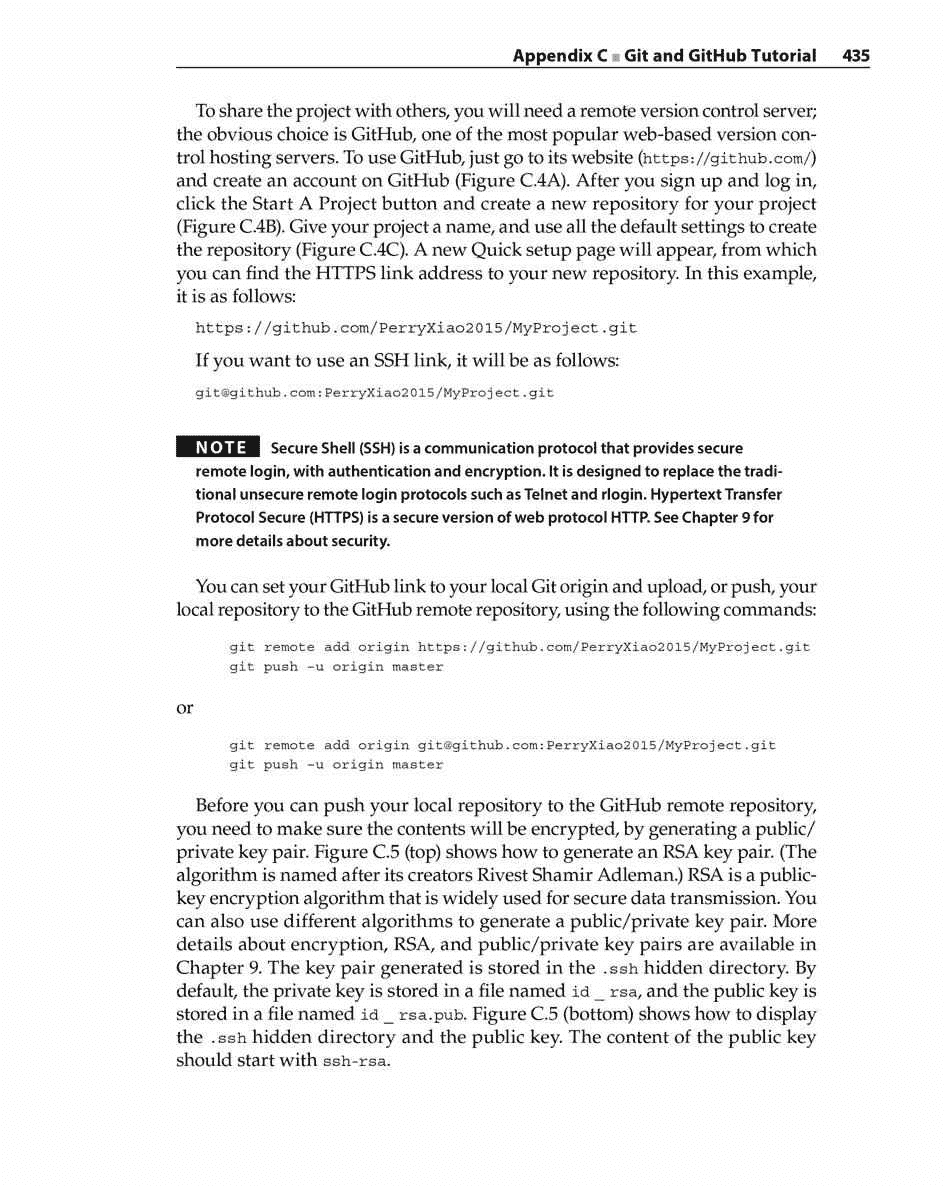 Appendix C ■ Git and GitHub Tutorial 435
To share the project with others, you will need a remote version control server;
the obvious choice is GitHub, one of the most popular web-based version con-
trol hosting servers. To use GitHub, just go to its website (https://github.com/)
and create an account on GitHub (Figure C.4A). After you sign up and log in,
click the Start A Project button and create a new repository for your project
(Figure C.4B). Give your project a name, and use all the default settings to create
the repository (Figure C.4C). A new Quick setup page will appear, from which
you can find the HTTPS link address to your new repository. In this example,
it is as follows:
https://github.com/PerryXiao2015/MyProject.git
If you want to use an SSH link, it will be as follows:
git@github.com:PerryXiao2015/MyProject.git
NOTE Secure Shell (SSH) is a communication protocol that provides secure
remote login, with authentication and encryption. It is designed to replace the tradi-
tional unsecure remote login protocols such as Telnet and rlogin. Hypertext Transfer
Protocol Secure (HTTPS) is a secure version of web protocol HTTP. See Chapter 9 for
more details about security.
You can set your GitHub link to your local Git origin and upload, or push, your
local repository to the GitHub remote repository, using the following commands:
git remote add origin https://github.com/PerryXiao2015/MyProject.git
git push -u origin master
or
git remote add origin git@github.com:PerryXiao2015/MyProject.git
git push -u origin master
Before you can push your local repository to the GitHub remote repository,
you need to make sure the contents will be encrypted, by generating a public/
private key pair. Figure C.5 (top) shows how to generate an RSA key pair. (The
algorithm is named after its creators Rivest Shamir Adleman.) RSA is a public-
key encryption algorithm that is widely used for secure data transmission. You
can also use different algorithms to generate a public/private key pair. More
details about encryption, RSA, and public/private key pairs are available in
Chapter 9. The key pair generated is stored in the .ssh hidden directory. By
default, the private key is stored in a file named id _ rsa, and the public key is
stored in a file named id _ rsa.pub. Figure C.5 (bottom) shows how to display
the .ssh hidden directory and the public key. The content of the public key
should start with ssh-rsa.